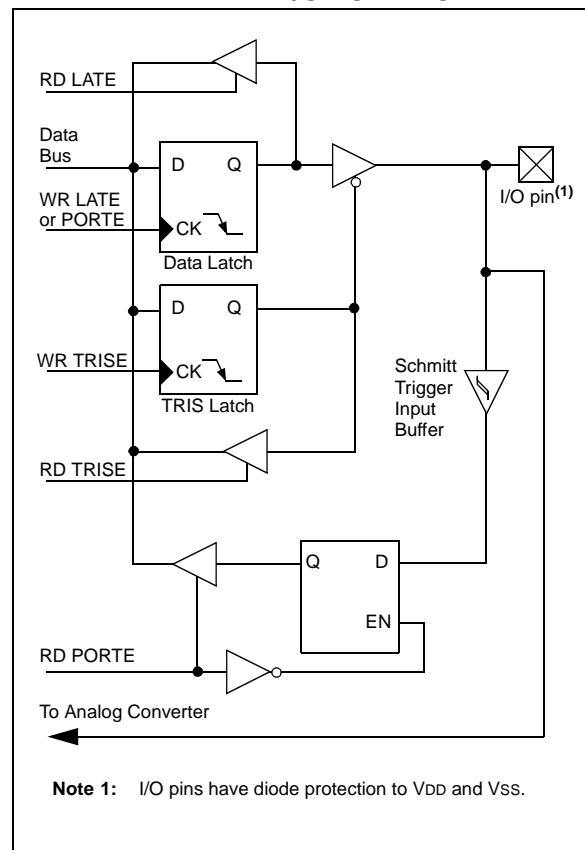 RD LATE
Data
Bus
D Q
I/O pin(1)
WR LATE
or PORTE
CK
Data Latch
D Q
WR TRISE
CK
TRIS Latch
Schmitt
Trigger
Input
Buffer
RD TRISE
Q D
EN
RD PORTE
To Analog Converter
Note 1: I/O pins have diode protection to VDD and VSS.